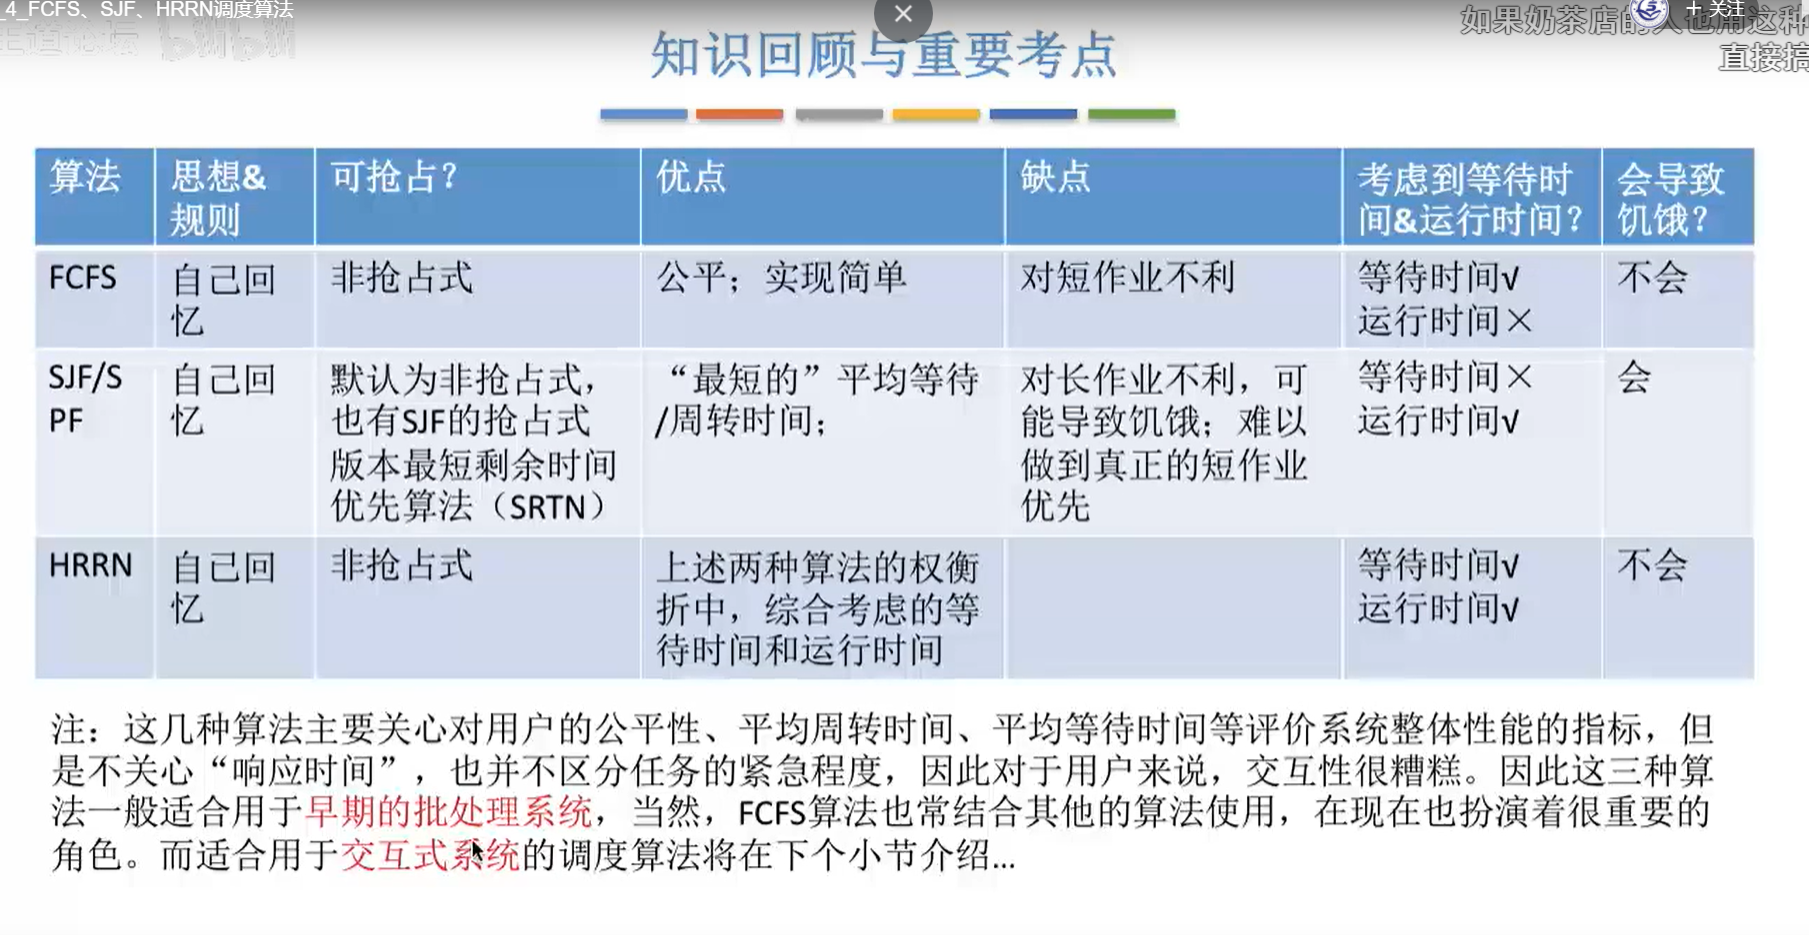 _4_FCFS、SJF、HRRN调度算法
王道论坛 bilibili
+ 关注
如果奶茶店的人也用这种
直接搞
知识回顾与重要考点
算法
思想&
规则
可抢占？
优点
缺点
考虑到等待时
间&运行时间？
会导致
饥饿？
FCFS
自己回
忆
非抢占式
公平；实现简单
对短作业不利
等待时间√
运行时间×
不会
SJF/S
PF
自己回
忆
默认为非抢占式，
也有SJF的抢占式
版本最短剩余时间
优先算法（SRTN）
“最短的”平均等待
/周转时间；
对长作业不利，可
能导致饥饿；难以
做到真正的短作业
优先
等待时间×
运行时间√
会
HRRN
自己回
忆
非抢占式
上述两种算法的权衡
折中，综合考虑的等
待时间和运行时间
等待时间√
运行时间√
不会
注：这几种算法主要关心对用户的公平性、平均周转时间、平均等待时间等评价系统整体性能的指标，但
是不关心“响应时间”，也并不区分任务的紧急程度，因此对于用户来说，交互性很糟糕。因此这三种算
法一般适合用于早期的批处理系统，当然，FCFS算法也常结合其他的算法使用，在现在也扮演着很重要的
角色。而适合用于交互式系统的调度算法将在下个小节介绍...